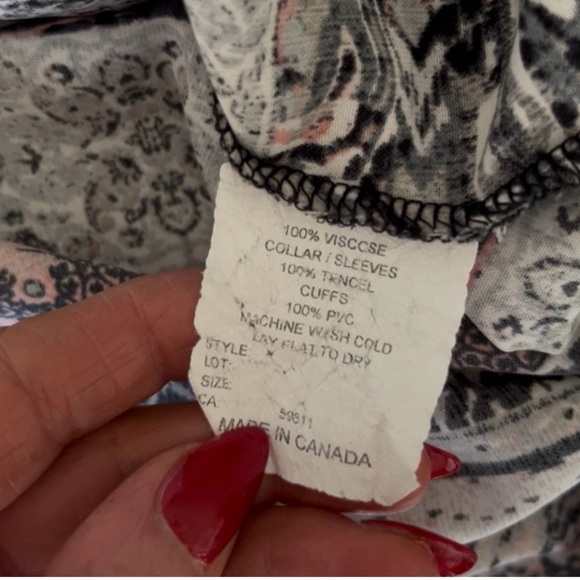 100% VISCOSE
COLLAR / SLEEVES
100% TENCEL
CUFFS
100% PVC
MACHINE WASH COLD
LAY FLAT TO DRY
STYLE:
LOT:
SIZE:
CA
59811
MADE IN CANADA